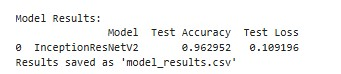 Model Results:
Model Test Accuracy Test Loss
0 InceptionResNetV2 0.962952 0.109196
Results saved as 'model_results.csv'